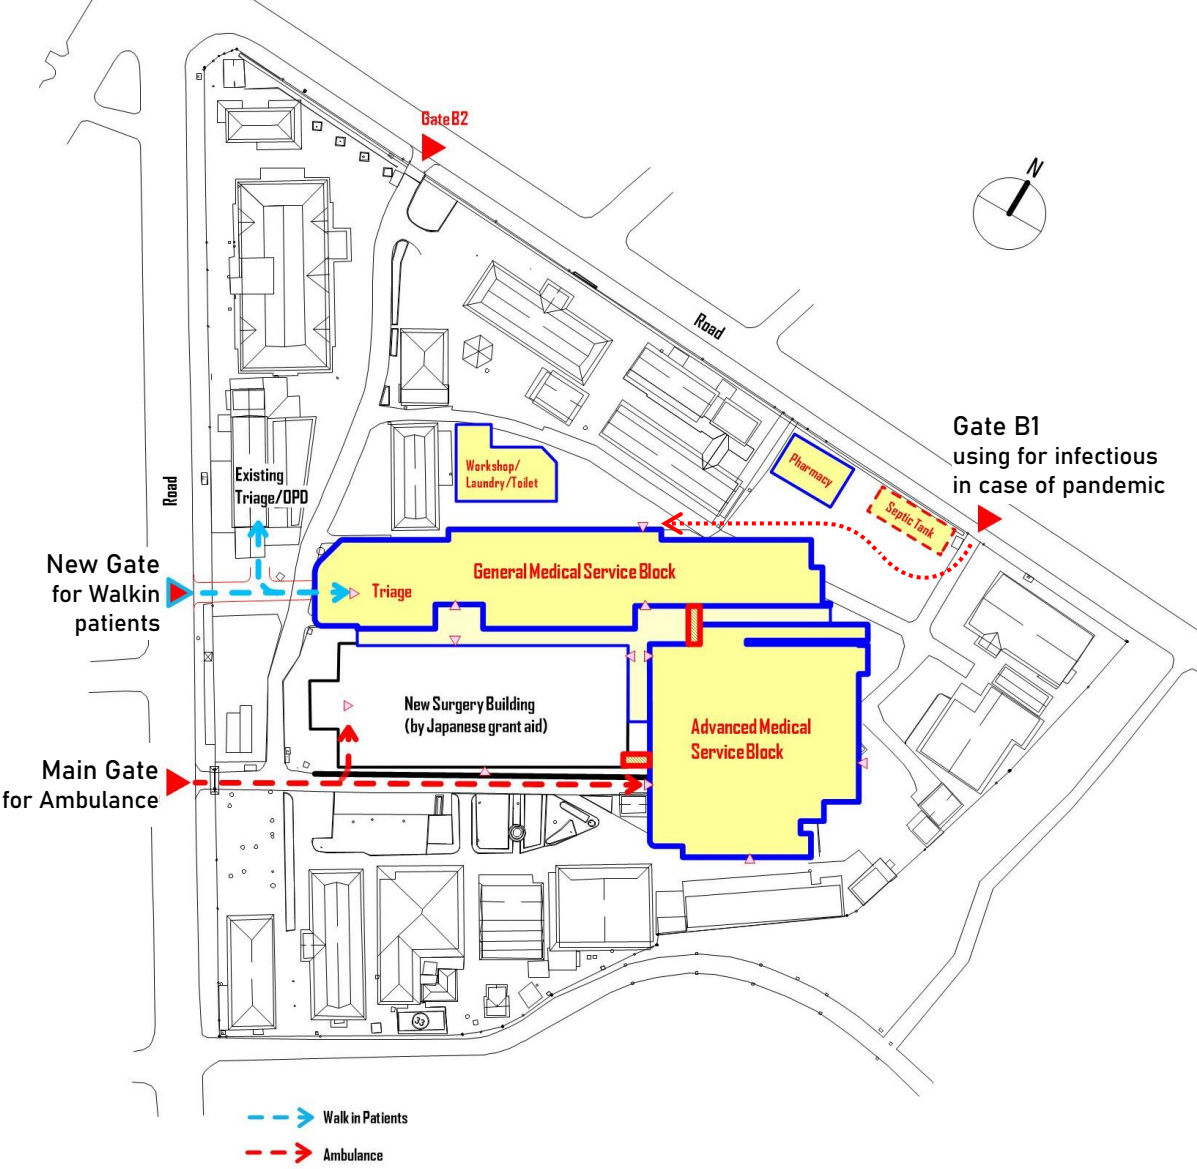 Gate B2
N
Road
Gate B1
using for infectious
in case of pandemic
Pharmacy
Septic Tank
Workshop/
Laundry/Toilet
Existing
Triage/OPD
Road
New Gate
for Walkin
patients
Triage
General Medical Service Block
New Surgery Building
(by Japanese grant aid)
Advanced Medical
Service Block
Main Gate
for Ambulance
33
Walk in Patients
Ambulance